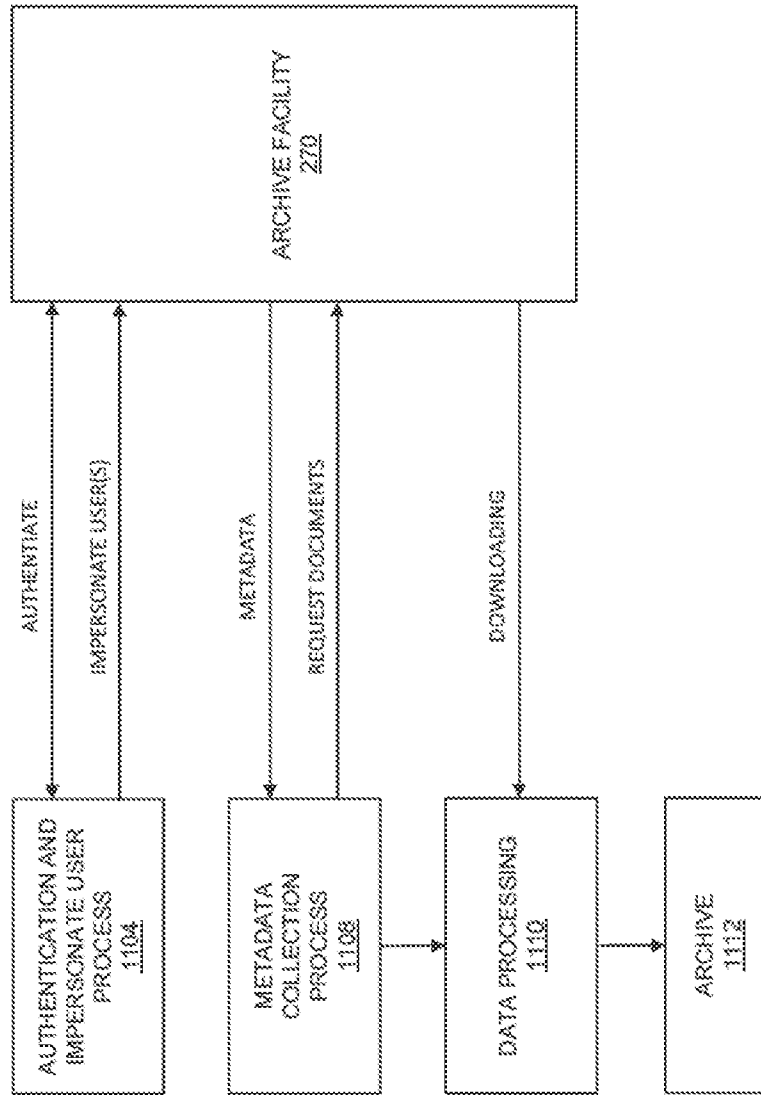 AUTHENTICATION AND
IMPERSONATE USER
PROCESS
1104
AUTHENTIATE
IMPERSONATE USER(S)
METADATA
COLLECTION
PROCESS
1108
METADATA
REQUEST DOCUMENTS
DATA PROCESSING
1110
DOWNLOADING
ARCHIVE
1112
ARCHIVE FACILITY
270